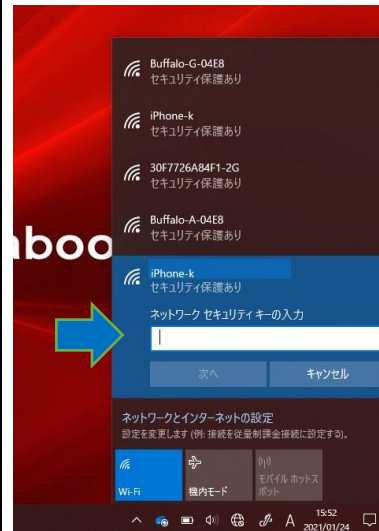 Buffalo-G-04E8
セキュリティ保護あり
iPhone-k
セキュリティ保護あり
30F7726A84F1-2G
セキュリティ保護あり
Buffalo-A-04E8
セキュリティ保護あり
aboo
iPhone-k
セキュリティ保護あり
ネットワーク セキュリティ キーの入力
次へ
キャンセル
ネットワークとインターネットの設定
設定を変更します (例: 接続を従量制課金接続に設定する)。
Wi-Fi
機内モード
モバイル ホットス
ポット
A
15:52
2021/01/24